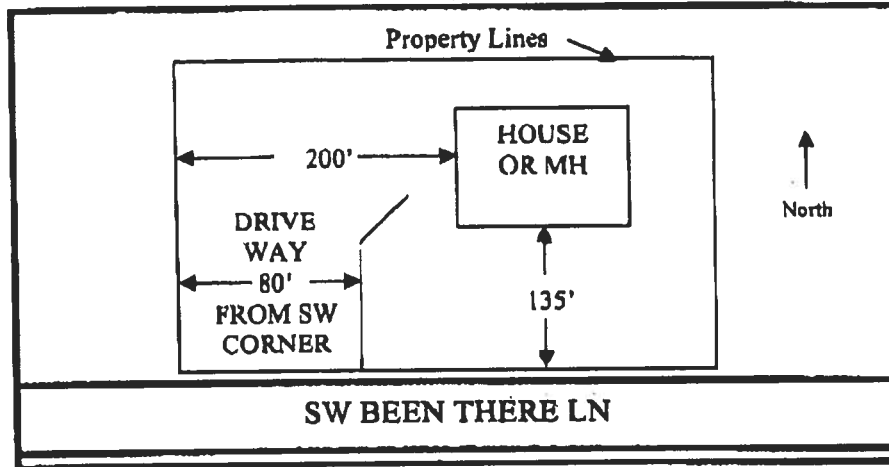 Property Lines
HOUSE
OR MH
200'
North
DRIVE
WAY
80'
FROM SW
CORNER
135'
SW BEEN THERE LN